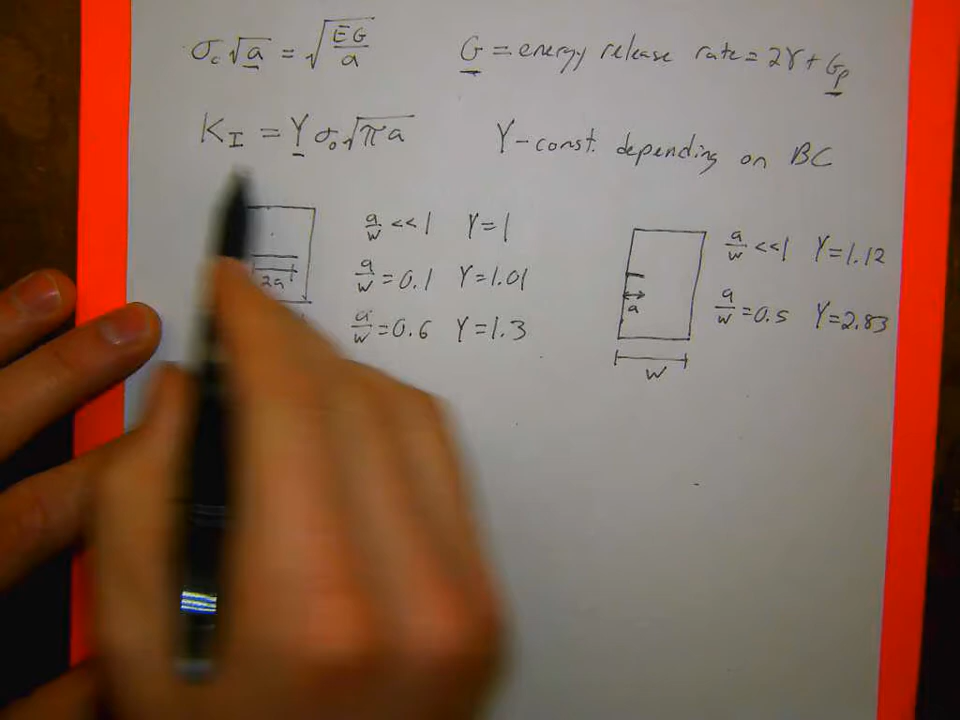 σc √a = √EG/a
G = energy release rate = 2γ + Gp
KI = Y σo √πa
Y-const. depending on BC
2a
a/w << 1 Y = 1
a/w = 0.1 Y = 1.01
a/w = 0.6 Y = 1.3
a
w
a/w << 1 Y = 1.12
a/w = 0.5 Y = 2.83